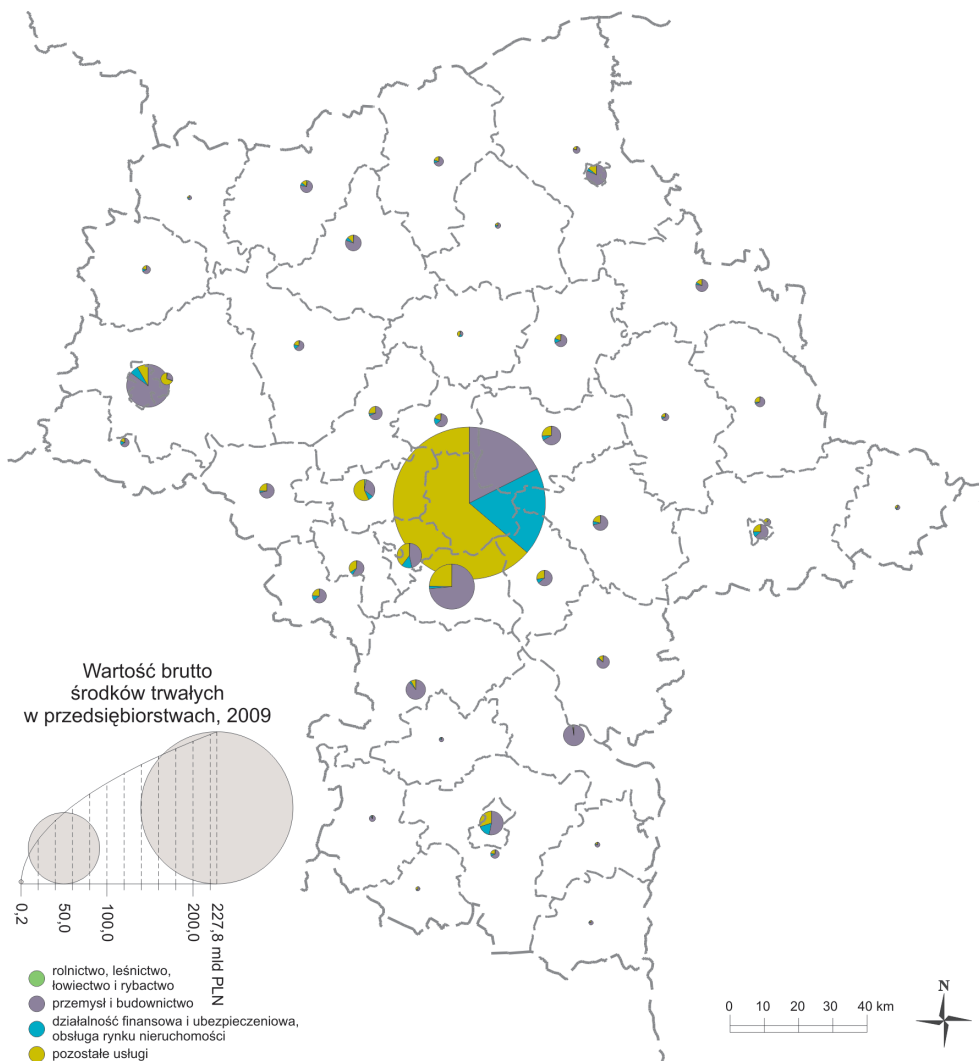 Wartość brutto
środków trwałych
w przedsiębiorstwach, 2009
0,2
50,0
100,0
200,0
227,8 mld PLN
rolnictwo, leśnictwo,
łowiectwo i rybactwo
przemysł i budownictwo
działalność finansowa i ubezpieczeniowa,
obsługa rynku nieruchomości
pozostałe usługi
0 10 20 30 40 km
N